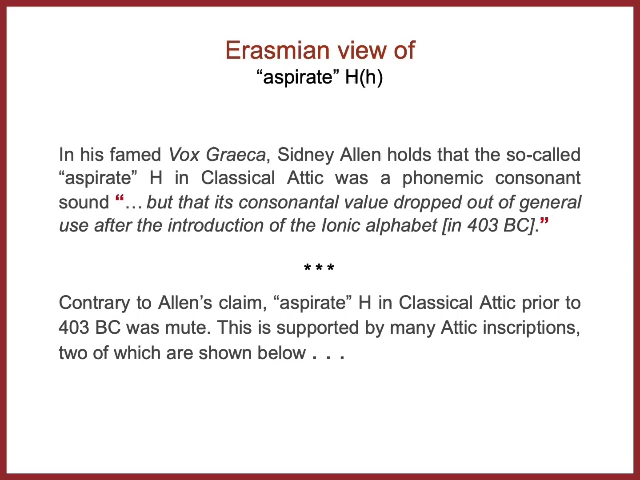 Erasmian view of
“aspirate” H(h)
In his famed Vox Graeca, Sidney Allen holds that the so-called
“aspirate” H in Classical Attic was a phonemic consonant
sound “… but that its consonantal value dropped out of general
use after the introduction of the Ionic alphabet [in 403 BC].”
* * *
Contrary to Allen’s claim, “aspirate” H in Classical Attic prior to
403 BC was mute. This is supported by many Attic inscriptions,
two of which are shown below . . .